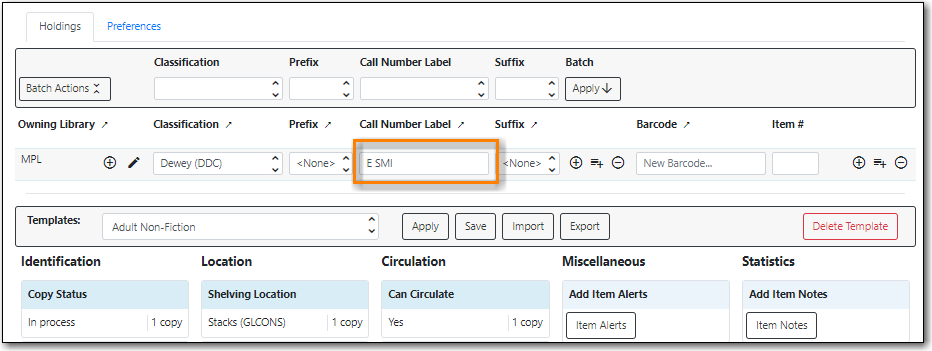 Holdings Preferences
Classification Prefix Call Number Label Suffix Batch
Batch Actions Apply
Owning Library Classification Prefix Call Number Label Suffix Barcode Item #
MPL Dewey (DDC) <None> E SMI <None> New Barcode...
Templates: Adult Non-Fiction Apply Save Import Export Delete Template
Identification Location Circulation Miscellaneous Statistics
Copy Status Shelving Location Can Circulate Add Item Alerts Add Item Notes
In process 1 copy Stacks (GLCONS) 1 copy Yes 1 copy Item Alerts Item Notes